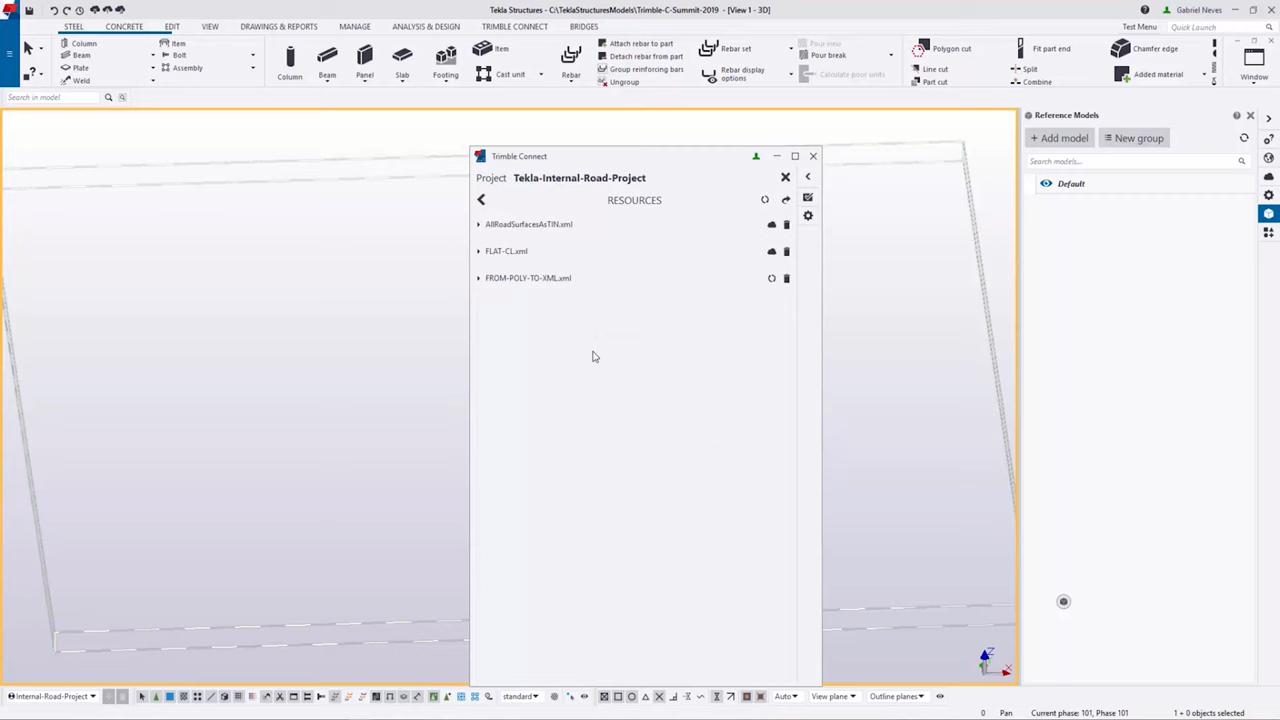 Tekla Structures - C:\TeklaStructuresModels\Trimble-C-Summit-2019 - [View 1 - 3D]
Gabriel Neves
STEEL CONCRETE EDIT VIEW DRAWINGS & REPORTS MANAGE ANALYSIS & DESIGN TRIMBLE CONNECT BRIDGES
Test Menu Quick Launch
Column
Beam
Plate
Weld
Item
Bolt
Assembly
Column
Beam
Panel
Slab
Footing
Item
Cast unit
Rebar
Attach rebar to part
Detach rebar from part
Group reinforcing bars
Ungroup
Rebar set
Rebar display
options
Pour view
Pour break
Calculate pour units
Polygon cut
Line cut
Part cut
Fit part end
Split
Combine
Chamfer edge
Added material
Window
Search in model
Reference Models
Add model
New group
Search models...
Default
Trimble Connect
Project Tekla-Internal-Road-Project
RESOURCES
AllRoadSurfacesAsTIN.xml
FLAT-CL.xml
FROM-POLY-TO-XML.xml
Z
X
Internal-Road-Project
standard
Auto
View plane
Outline planes
0 Pan Current phase: 101, Phase 101 1 + 0 objects selected